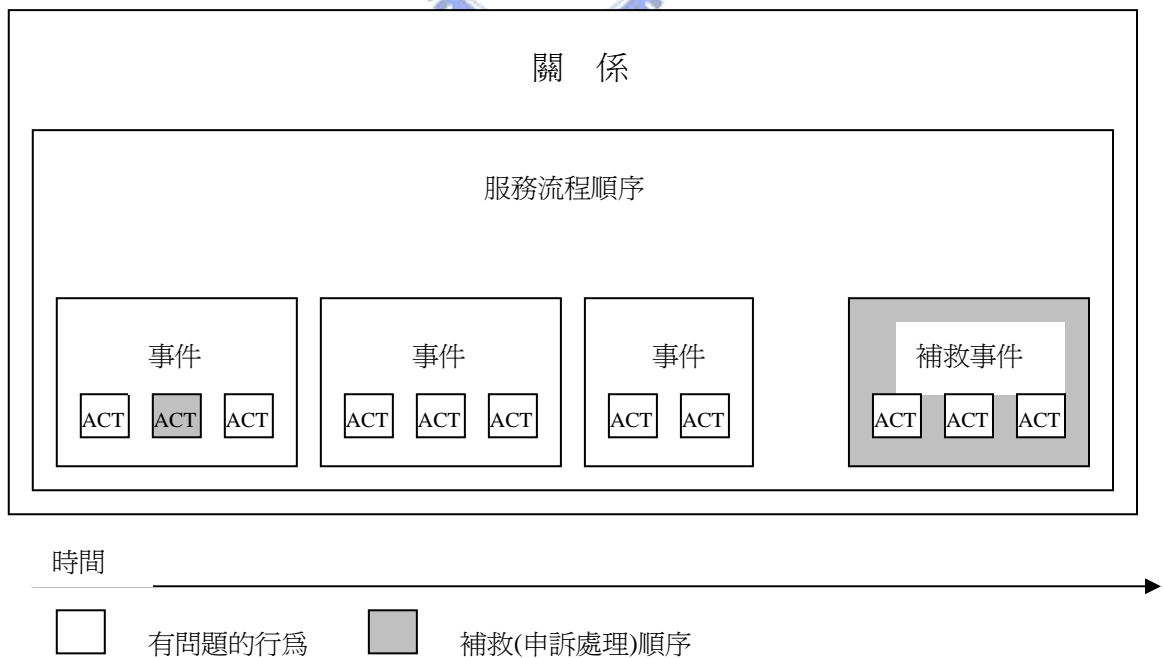 關 係
服務流程順序
事件 事件 事件 補救事件
ACT ACT ACT ACT ACT ACT ACT ACT ACT ACT ACT
時間
有問題的行為 補救(申訴處理)順序